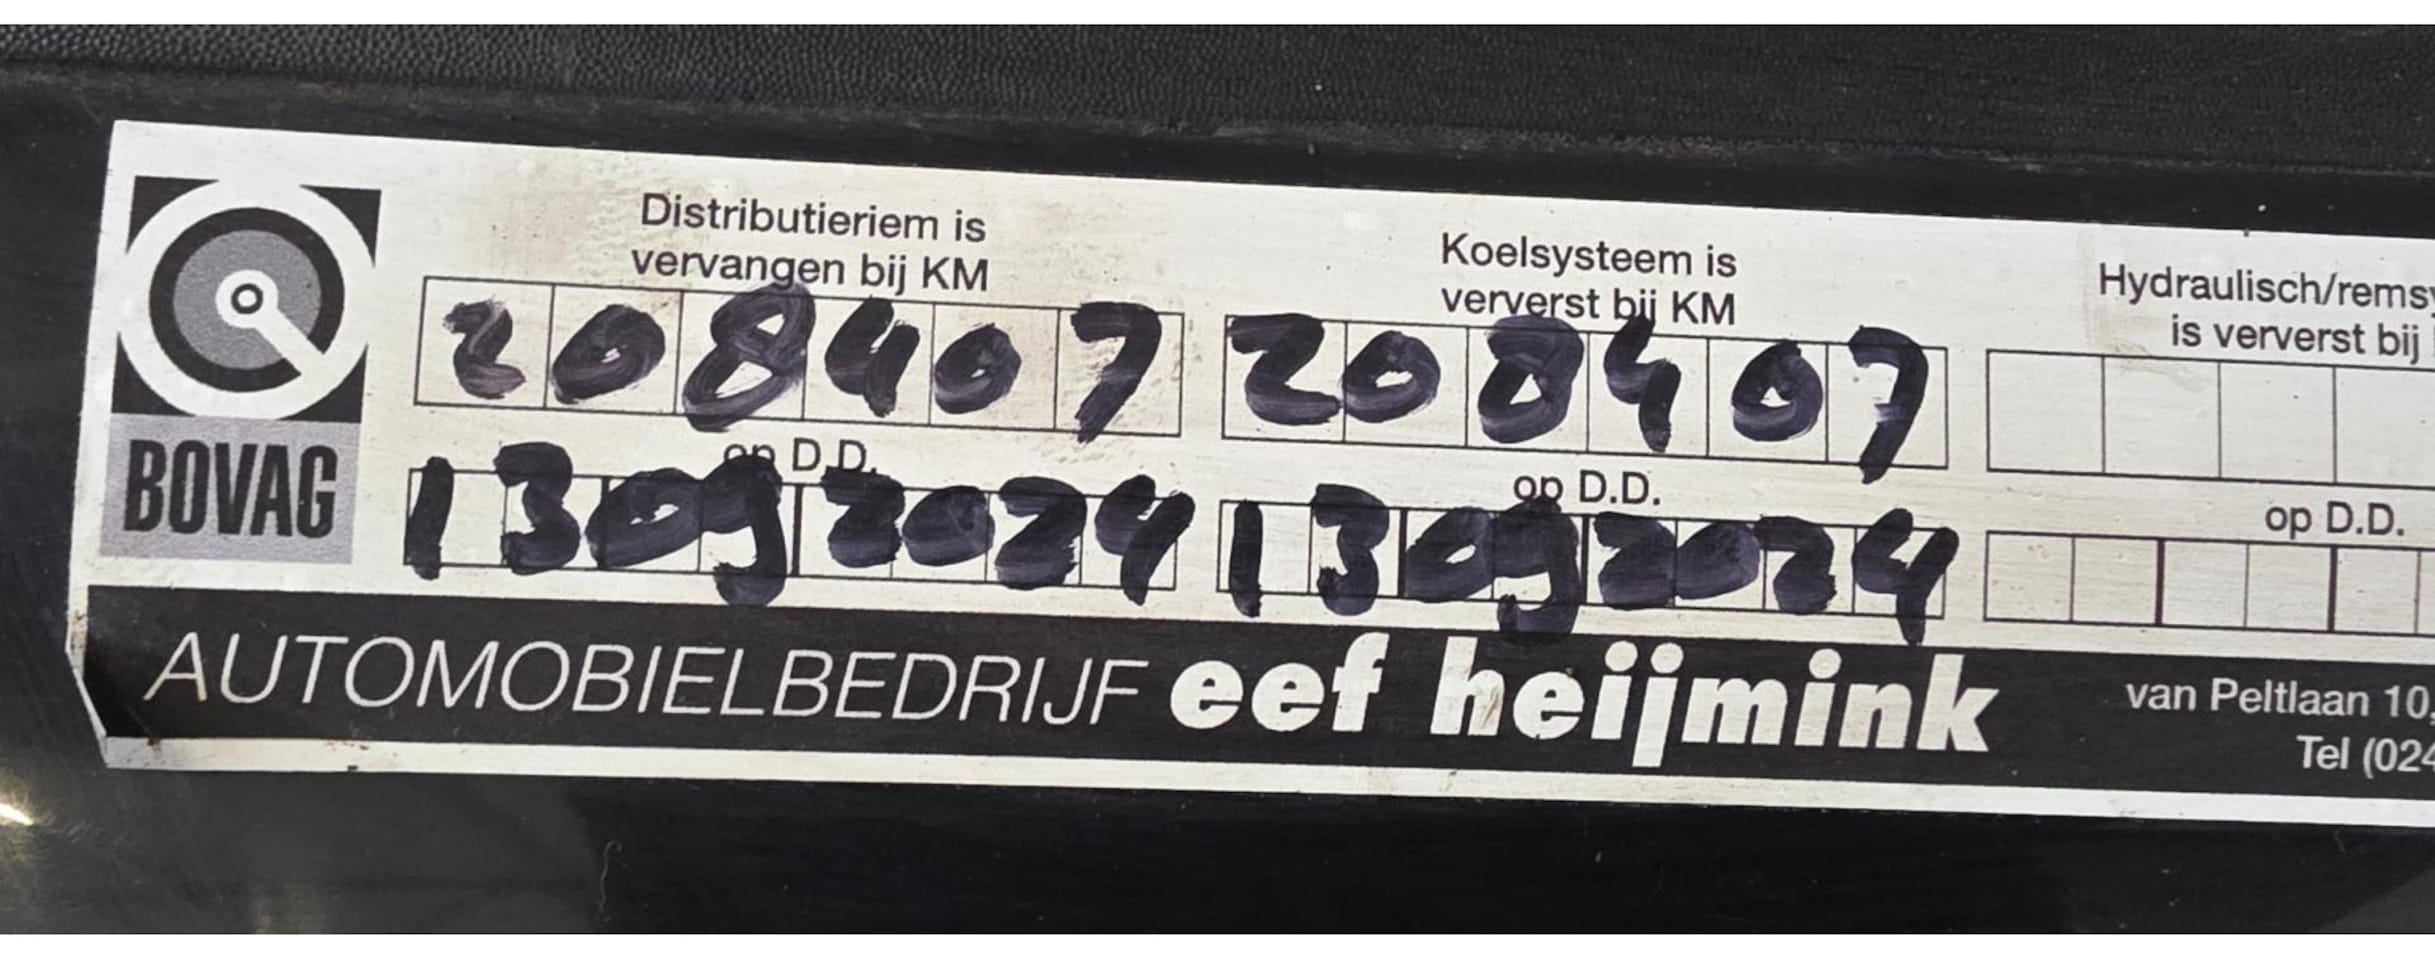 Distributieriem is
vervangen bij KM
208407
op D.D.
13092024
Koelsysteem is
ververst bij KM
208407
op D.D.
13092024
Hydraulisch/remsy
is ververst bij
op D.D.
BOVAG
AUTOMOBIELBEDRIJF eef heijmink
van Peltlaan 10,
Tel (024